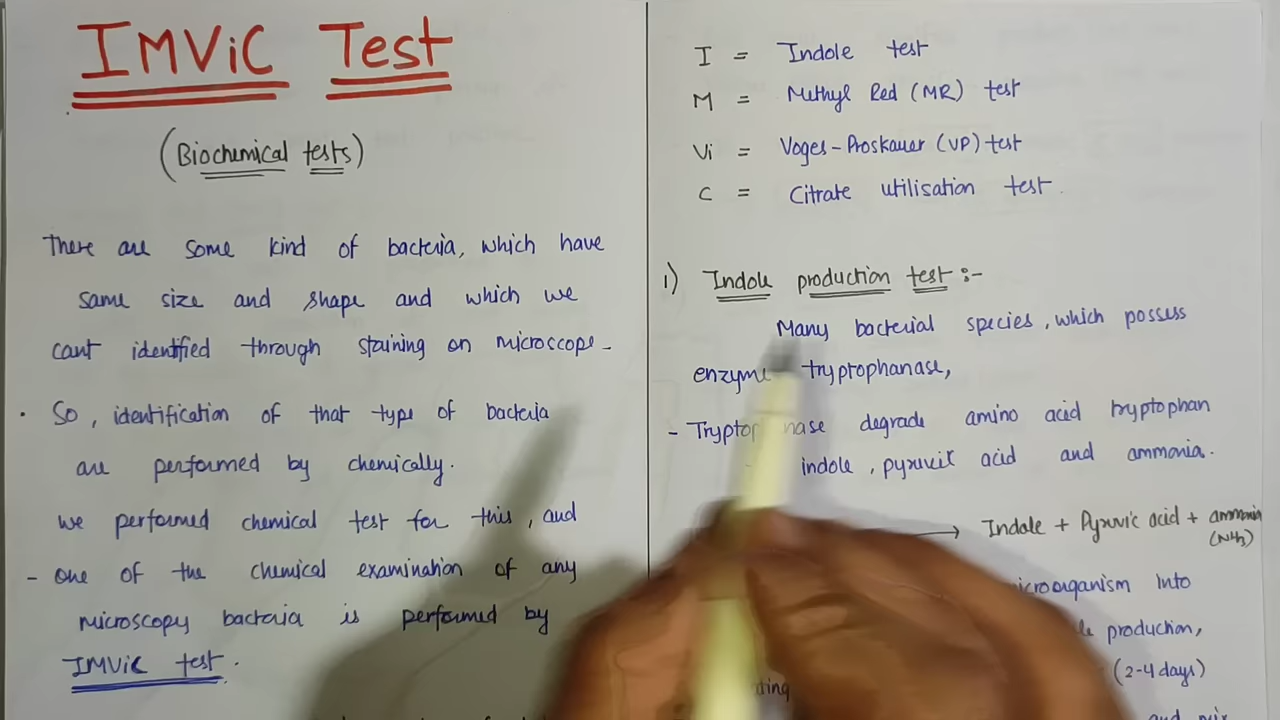 IMViC Test
(Biochemical tests)
There are some kind of bacteria, which have
same size and shape and which we
cant identified through staining on microscope-
. So, identification of that type of bacteria
are performed by chemically.
we performed chemical test for this, and
- One of the chemical examination of any
microscopy bacteria is performed by
IMViC test.
I = Indole test
M = Methyl Red (MR) test
Vi = Voges-Proskauer (VP) test
C = Citrate utilisation test
1) Indole production test :-
Many bacterial species, which possess
enzyme tryptophanase,
- degrade amino acid tryptophan
indole, pyruvic acid and ammonia.
→ Indole + Pyruvic acid + ammonia
(NH3)
microorganism into
production,
(2-4 days)
and mix